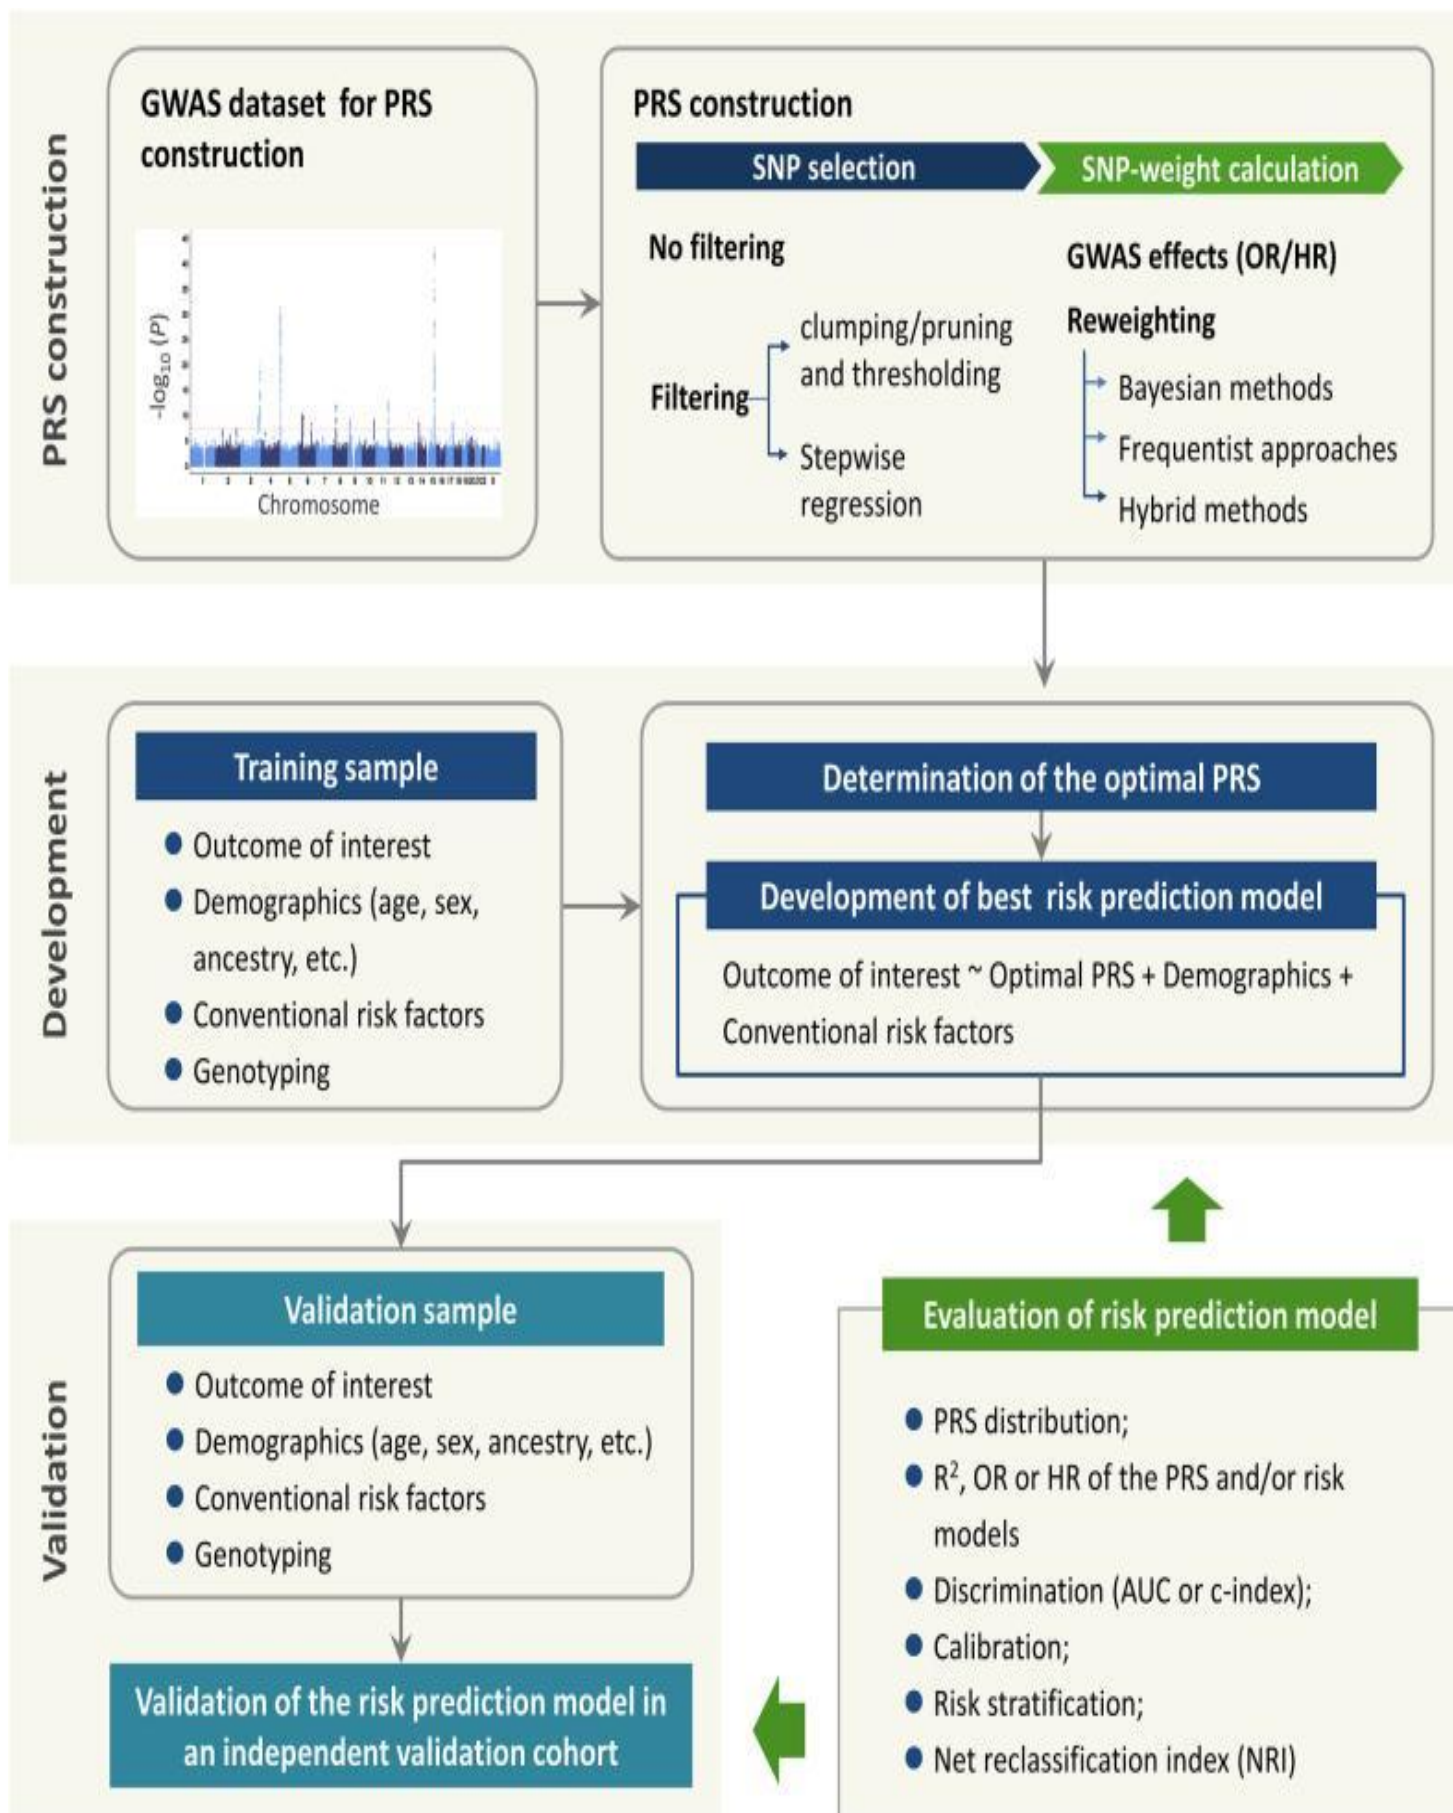 PRS construction
GWAS dataset for PRS
construction
-log10 (P)
Chromosome
PRS construction
SNP selection
SNP-weight calculation
No filtering
Filtering
clumping/pruning
and thresholding
Stepwise
regression
GWAS effects (OR/HR)
Reweighting
Bayesian methods
Frequentist approaches
Hybrid methods
Development
Training sample
Outcome of interest
Demographics (age, sex,
ancestry, etc.)
Conventional risk factors
Genotyping
Determination of the optimal PRS
Development of best risk prediction model
Outcome of interest ~ Optimal PRS + Demographics +
Conventional risk factors
Validation
Validation sample
Outcome of interest
Demographics (age, sex, ancestry, etc.)
Conventional risk factors
Genotyping
Validation of the risk prediction model in
an independent validation cohort
Evaluation of risk prediction model
PRS distribution;
R², OR or HR of the PRS and/or risk
models
Discrimination (AUC or c-index);
Calibration;
Risk stratification;
Net reclassification index (NRI)